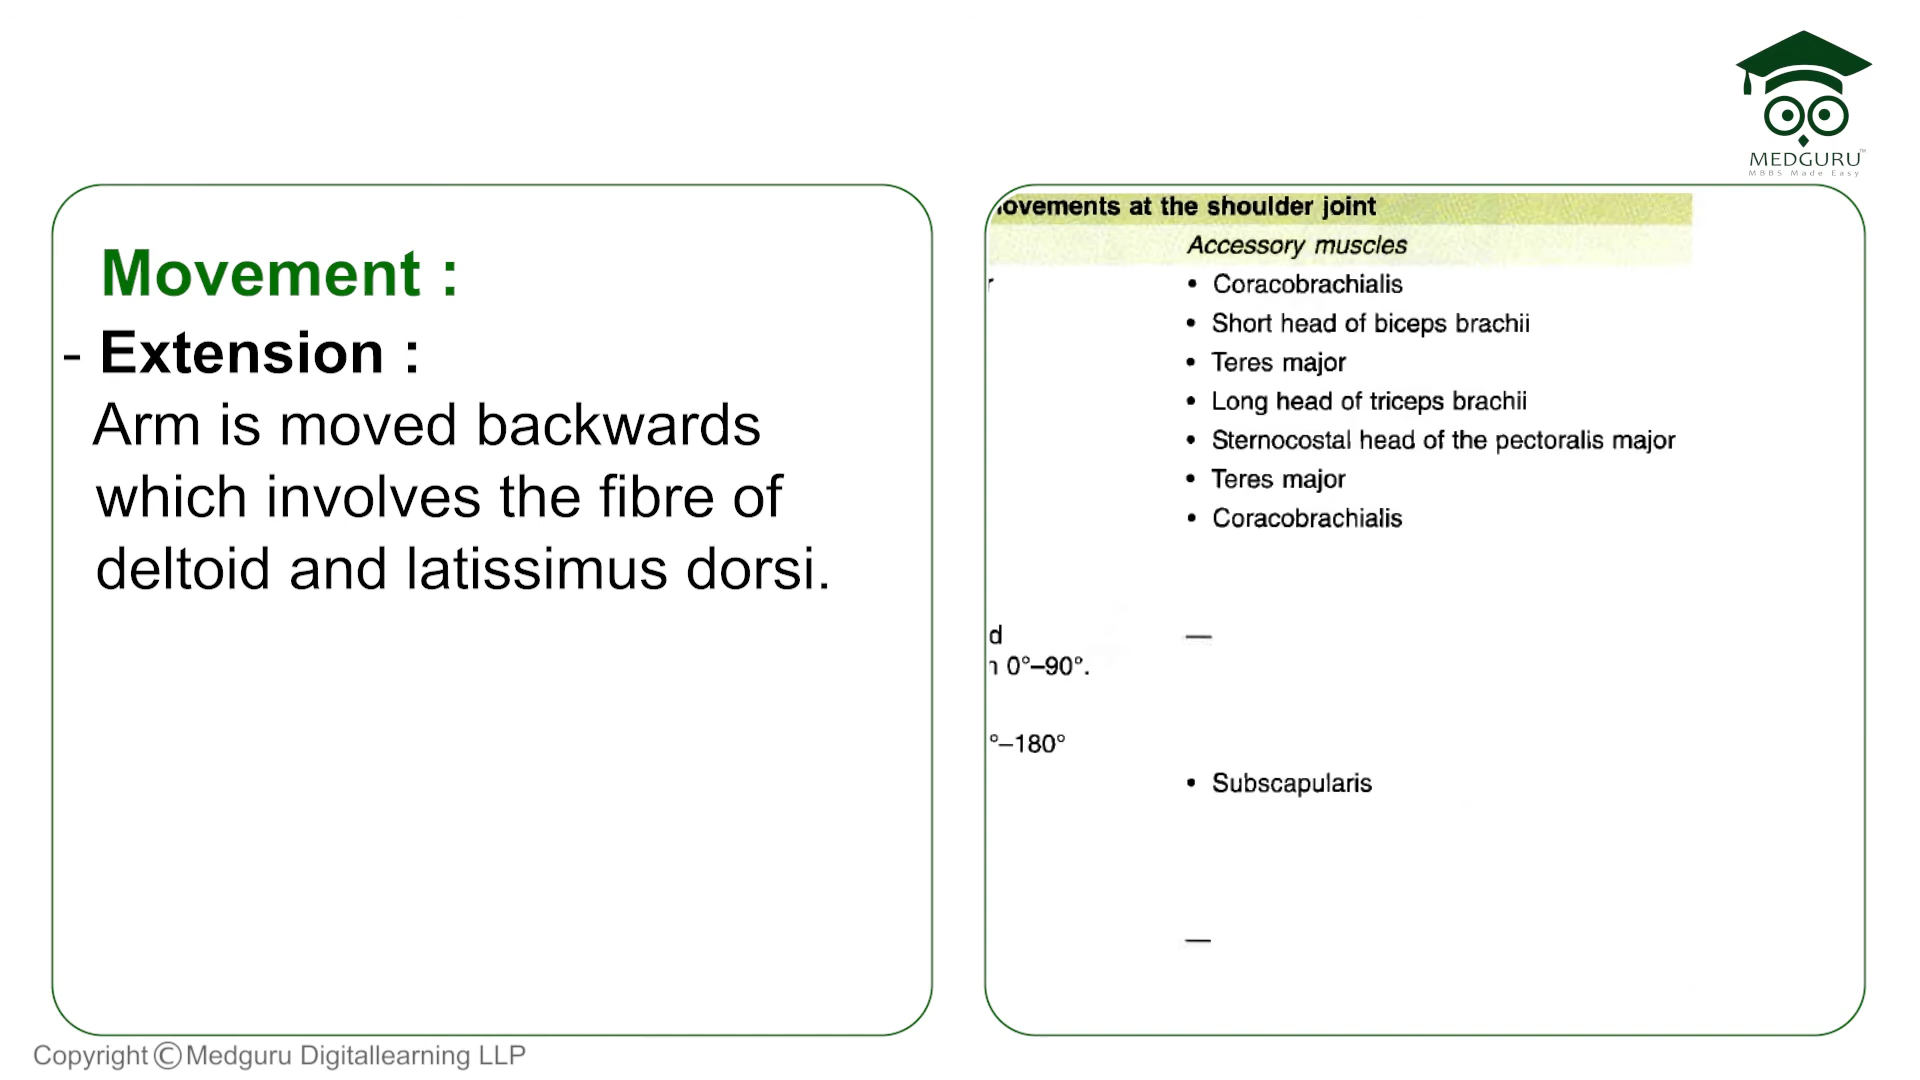 MEDGURU™
MBBS Made Easy
Movement :
- Extension :
Arm is moved backwards
which involves the fibre of
deltoid and latissimus dorsi.
ovements at the shoulder joint
Accessory muscles
• Coracobrachialis
• Short head of biceps brachii
• Teres major
• Long head of triceps brachii
• Sternocostal head of the pectoralis major
• Teres major
• Coracobrachialis
d —
0°–90°.
°–180°
• Subscapularis
—
Copyright © Medguru Digitallearning LLP